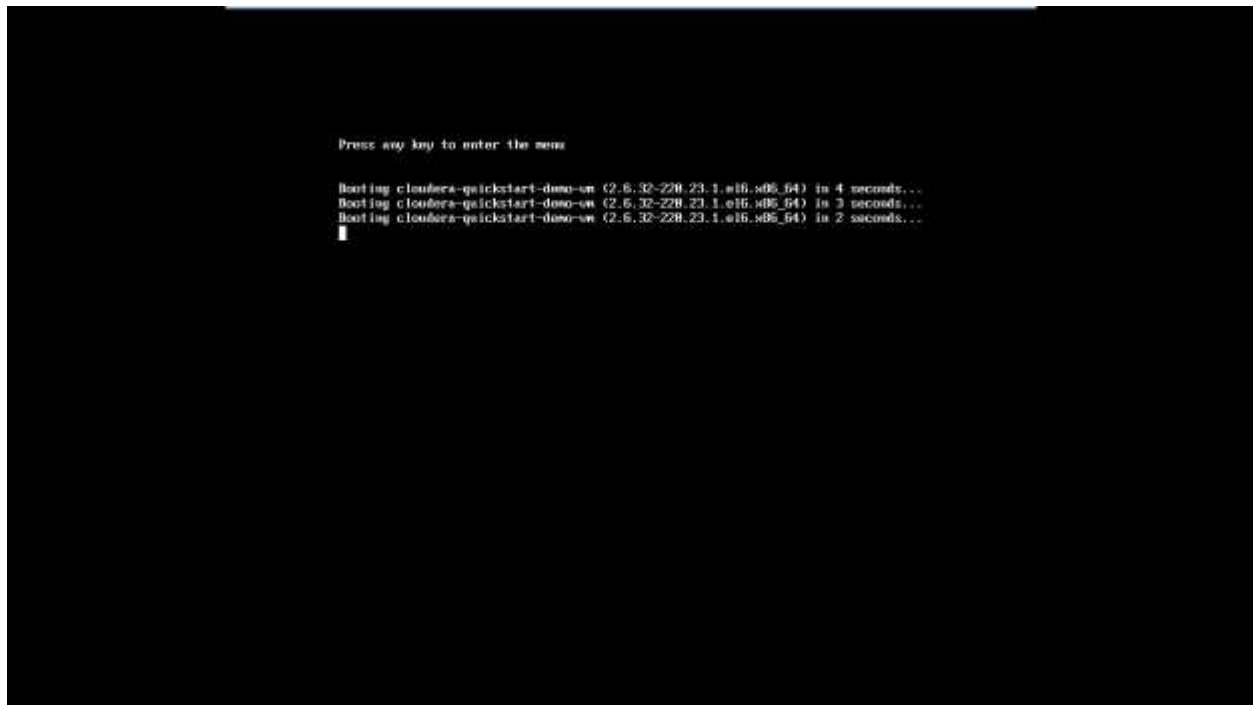 Press any key to enter the menu
Booting cloudera-quickstart-demo-vm (2.6.32-220.23.1.el6.x86_64) in 4 seconds...
Booting cloudera-quickstart-demo-vm (2.6.32-220.23.1.el6.x86_64) in 3 seconds...
Booting cloudera-quickstart-demo-vm (2.6.32-220.23.1.el6.x86_64) in 2 seconds...